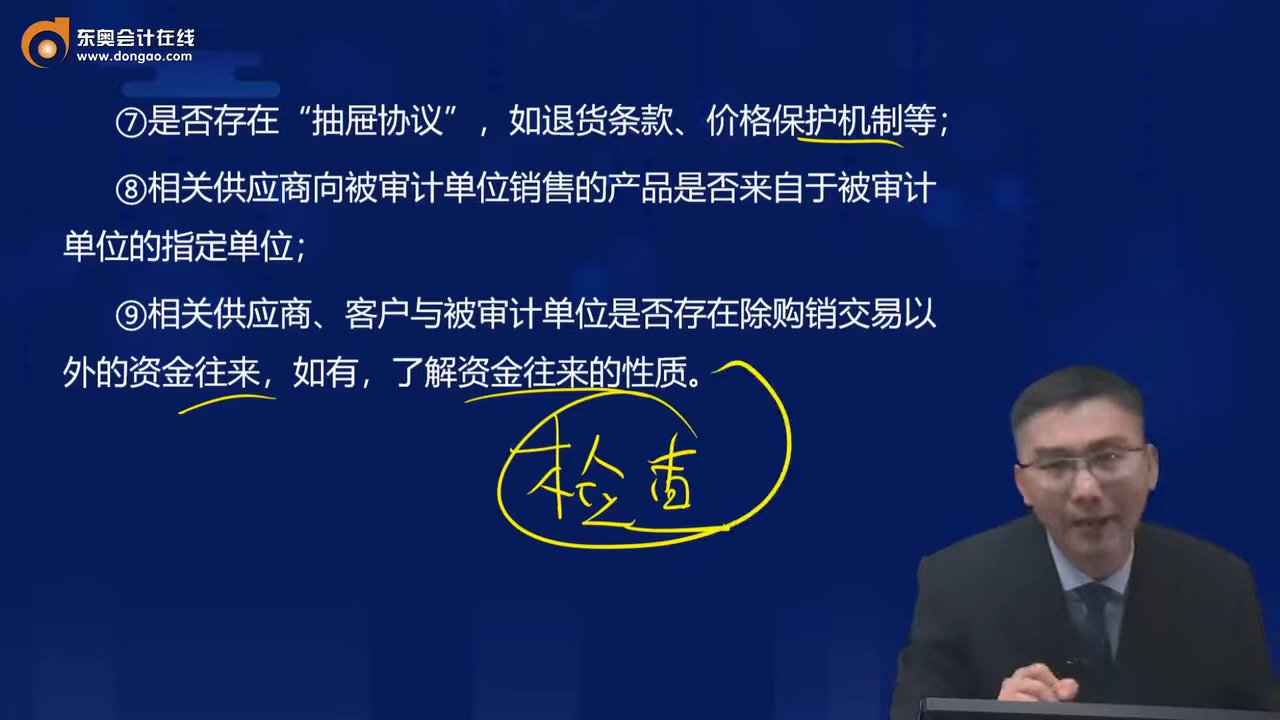 东奥会计在线
www.dongao.com
⑦是否存在“抽屉协议”，如退货条款、价格保护机制等；
⑧相关供应商向被审计单位销售的产品是否来自于被审计
单位的指定单位；
⑨相关供应商、客户与被审计单位是否存在除购销交易以
外的资金往来，如有，了解资金往来的性质。
检查